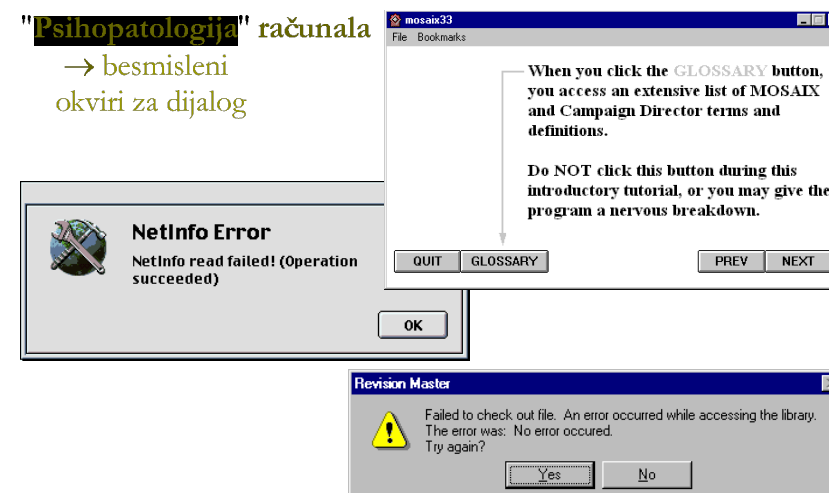 "Psihopatologija" računala
→ besmisleni
okviri za dijalog
mosaix33
File Bookmarks
When you click the GLOSSARY button,
you access an extensive list of MOSAIX
and Campaign Director terms and
definitions.
Do NOT click this button during this
introductory tutorial, or you may give the
program a nervous breakdown.
QUIT GLOSSARY PREV NEXT
NetInfo Error
NetInfo read failed! (Operation
succeeded)
OK
Revision Master
Failed to check out file. An error occurred while accessing the library.
The error was: No error occured.
Try again?
Yes No